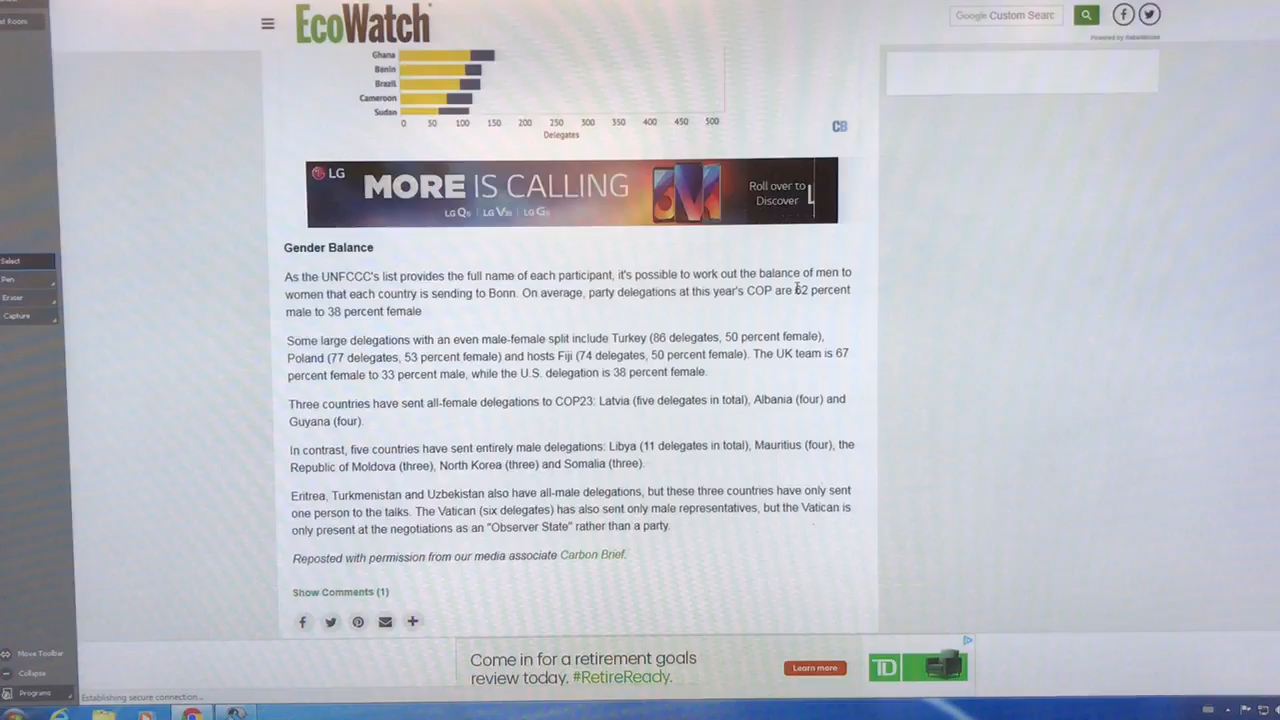 st Room
EcoWatch
Google Custom Searc
Ghana
Benin
Brazil
Cameroon
Sudan
0 50 100 150 200 250 300 350 400 450 500
Delegates
CB
LG
MORE IS CALLING
Roll over to
Discover
Gender Balance
As the UNFCCC's list provides the full name of each participant, it's possible to work out the balance of men to
women that each country is sending to Bonn. On average, party delegations at this year's COP are 62 percent
male to 38 percent female
Some large delegations with an even male-female split include Turkey (86 delegates, 50 percent female),
Poland (77 delegates, 53 percent female) and hosts Fiji (74 delegates, 50 percent female). The UK team is 67
percent female to 33 percent male, while the U.S. delegation is 38 percent female.
Three countries have sent all-female delegations to COP23: Latvia (five delegates in total), Albania (four) and
Guyana (four).
In contrast, five countries have sent entirely male delegations: Libya (11 delegates in total), Mauritius (four), the
Republic of Moldova (three), North Korea (three) and Somalia (three).
Eritrea, Turkmenistan and Uzbekistan also have all-male delegations, but these three countries have only sent
one person to the talks. The Vatican (six delegates) has also sent only male representatives, but the Vatican is
only present at the negotiations as an "Observer State" rather than a party.
Reposted with permission from our media associate Carbon Brief.
Show Comments (1)
Select
Pen
Eraser
Capture
Move Toolbar
Collapse
Programs
Come in for a retirement goals
review today. #RetireReady.
Learn more
TD
Establishing secure connection...